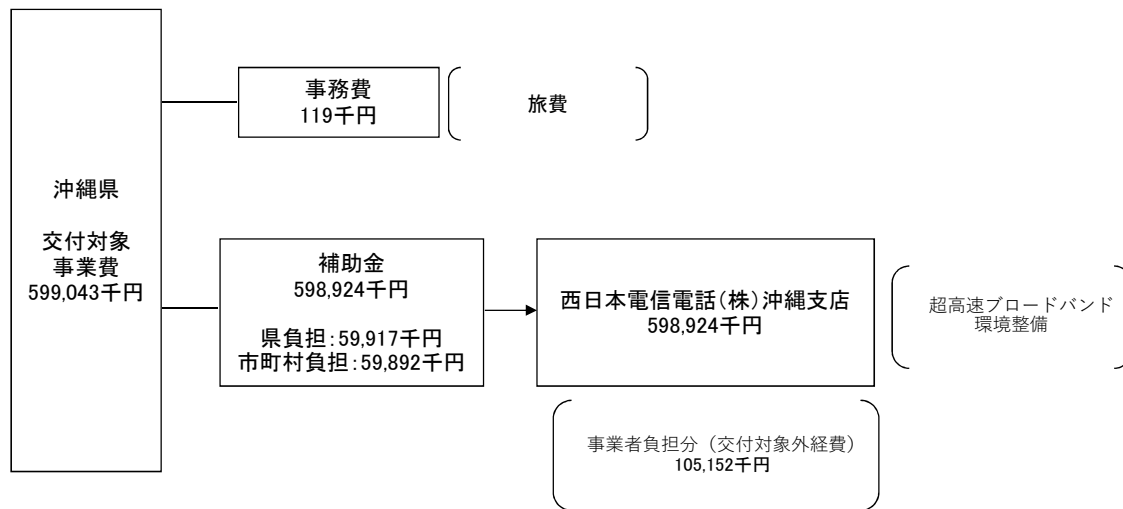 沖縄県
交付対象
事業費
599,043千円
事務費
119千円
旅費
補助金
598,924千円
県負担：59,917千円
市町村負担：59,892千円
西日本電信電話（株）沖縄支店
598,924千円
超高速ブロードバンド
環境整備
事業者負担分（交付対象外経費）
105,152千円